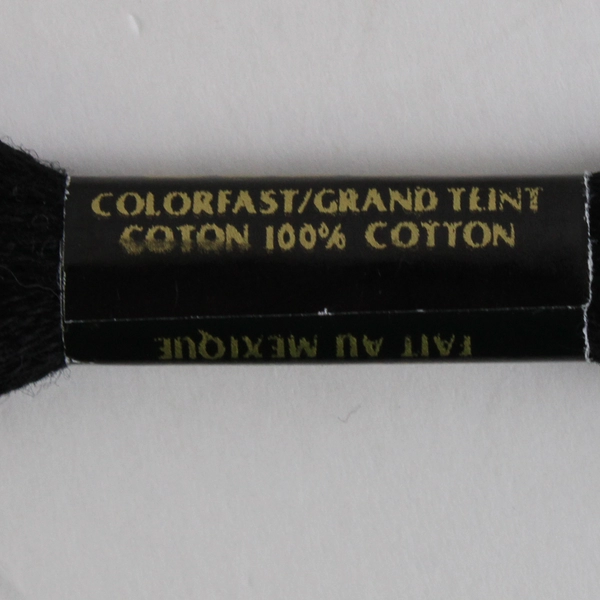 COLORFAST/GRAND TEINT
COTON 100% COTTON
FAIT AU MEXIQUE